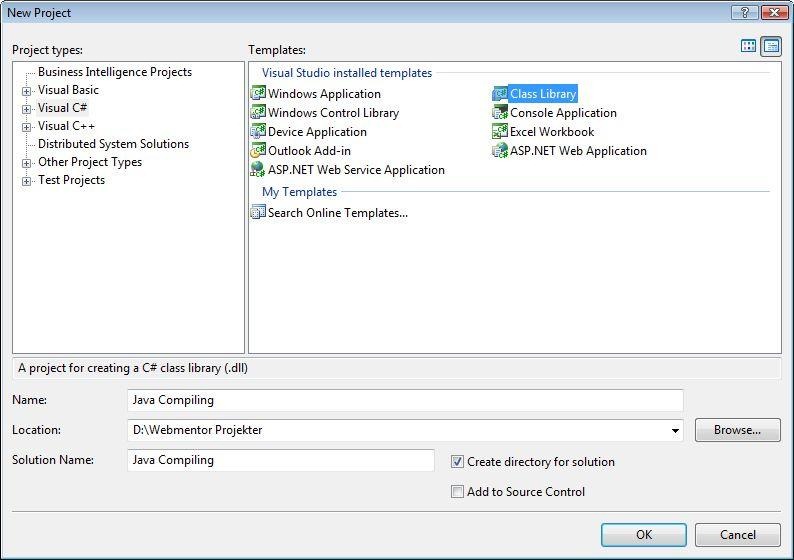 New Project
Project types:
Templates:
Business Intelligence Projects
Visual Basic
Visual C#
Visual C++
Distributed System Solutions
Other Project Types
Test Projects
Visual Studio installed templates
Windows Application
Class Library
Windows Control Library
Console Application
Device Application
Excel Workbook
Outlook Add-in
ASP.NET Web Application
ASP.NET Web Service Application
My Templates
Search Online Templates...
A project for creating a C# class library (.dll)
Name: Java Compiling
Location: D:\Webmentor Projekter Browse...
Solution Name: Java Compiling Create directory for solution
Add to Source Control
OK Cancel